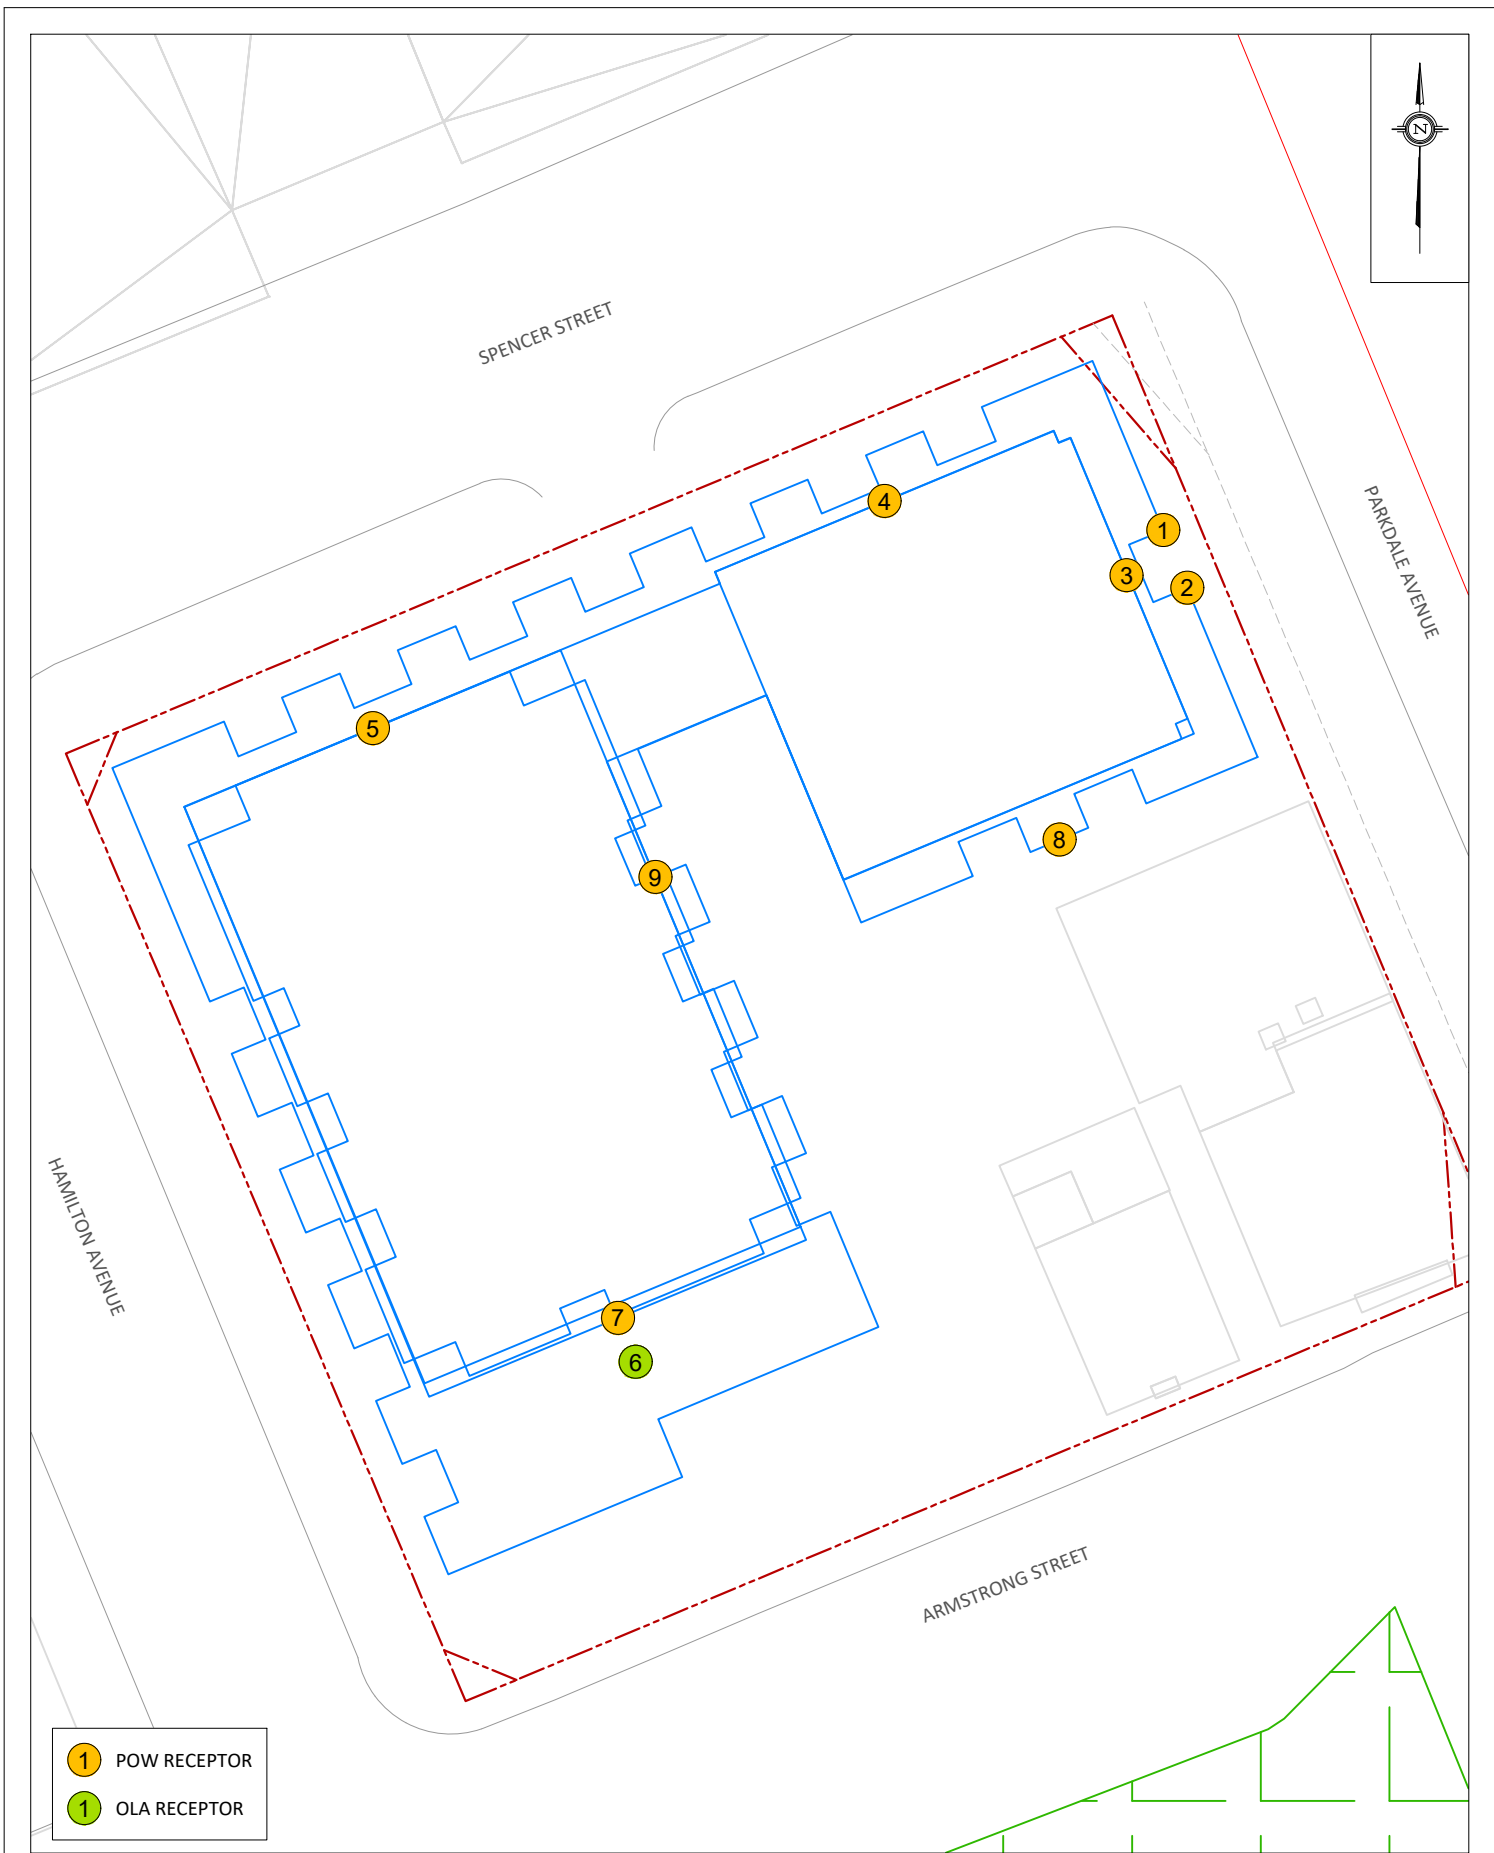 N
SPENCER STREET
4
1
3
2
PARKDALE AVENUE
5
8
9
HAMILTON AVENUE
7
6
ARMSTRONG STREET
1 POW RECEPTOR
1 OLA RECEPTOR